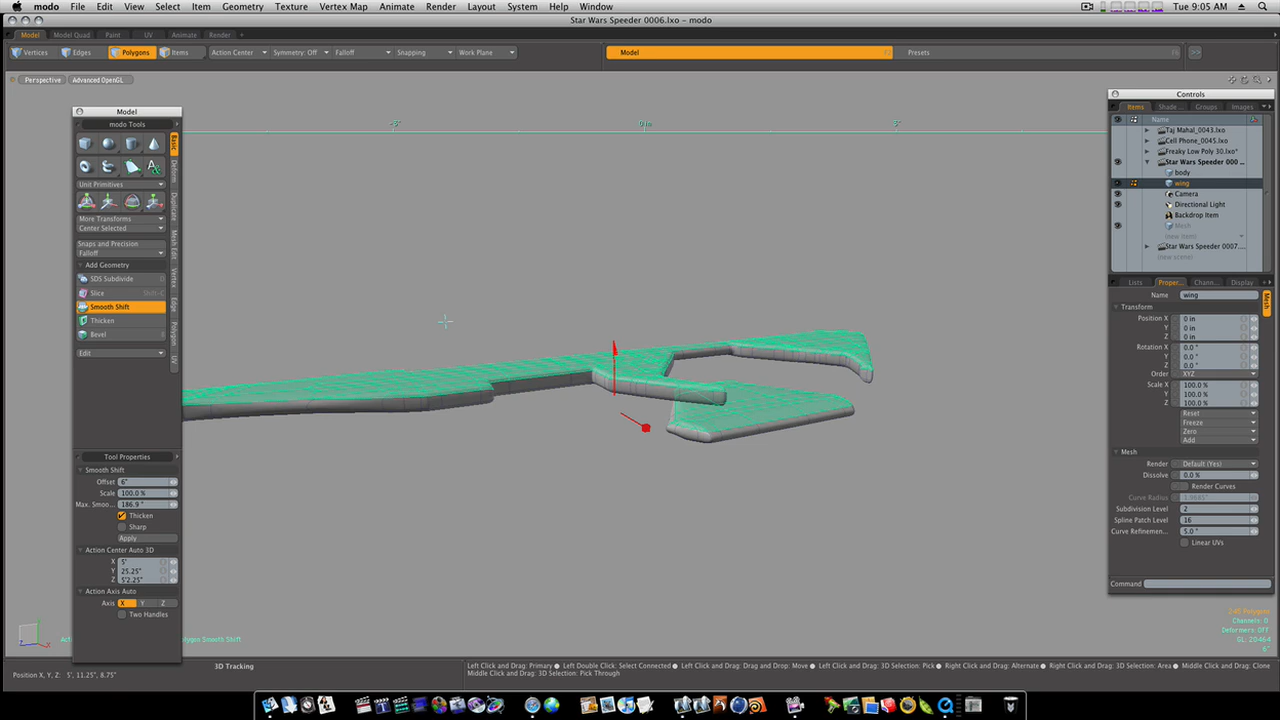 modo File Edit View Select Item Geometry Texture Vertex Map Animate Render Layout System Help Window Tue 9:05 AM
Star Wars Speeder 0006.lxo – modo
Model Model Quad Paint UV Animate Render
Vertices Edges Polygons Items Action Center Symmetry: Off Falloff Snapping Work Plane Model Presets >>
Perspective Advanced OpenGL
-5" 0 in 5"
Model
modo Tools
Unit Primitives
More Transforms
Center Selected
Snaps and Precision
Falloff
Add Geometry
SDS Subdivide D
Slice Shift-C
Smooth Shift
Thicken
Bevel
Edit
Basic
Deform
Duplicate
Mesh Edit
Vertex
Edge
Polygon
UV
Tool Properties
Smooth Shift
Offset 6"
Scale 100.0 %
Max. Smoo... 186.9 °
Thicken
Sharp
Apply
Action Center Auto 3D
X 5'
Y 25.25"
Z 5'2.25"
Action Axis Auto
Axis X Y Z
Two Handles
Controls
Items Shade... Groups Images
Name
Taj Mahal_0043.lxo
Cell Phone_0045.lxo
Freaky Low Poly 30.lxo*
Star Wars Speeder 000 ...
body
wing
Camera
Directional Light
Backdrop Item
Mesh
(new item)
Star Wars Speeder 0007....
(new scene)
Lists Proper... Chann... Display
Name wing
Mesh
Transform
Position X 0 in
Y 0 in
Z 0 in
Rotation X 0.0 °
Y 0.0 °
Z 0.0 °
Order XYZ
Scale X 100.0 %
Y 100.0 %
Z 100.0 %
Reset
Freeze
Zero
Add
Mesh
Render Default (Yes)
Dissolve 0.0 %
Render Curves
Curve Radius
Subdivision Level 2
Spline Patch Level 16
Curve Refinemen... 5.0 °
Linear UVs
Command
Channels: 0
Deformers: OFF
GL: 20464
6"
olygon Smooth Shift
3D Tracking
Left Click and Drag: Primary ● Left Double Click: Select Connected ● Left Click and Drag: Drag and Drop: Move ● Left Click and Drag: 3D Selection: Pick ● Right Click and Drag: Alternate ● Right Click and Drag: 3D Selection: Area ● Middle Click and Drag: Clone
Middle Click and Drag: 3D Selection: Pick Through
Position X, Y, Z: 5', 11.25", 8.75"